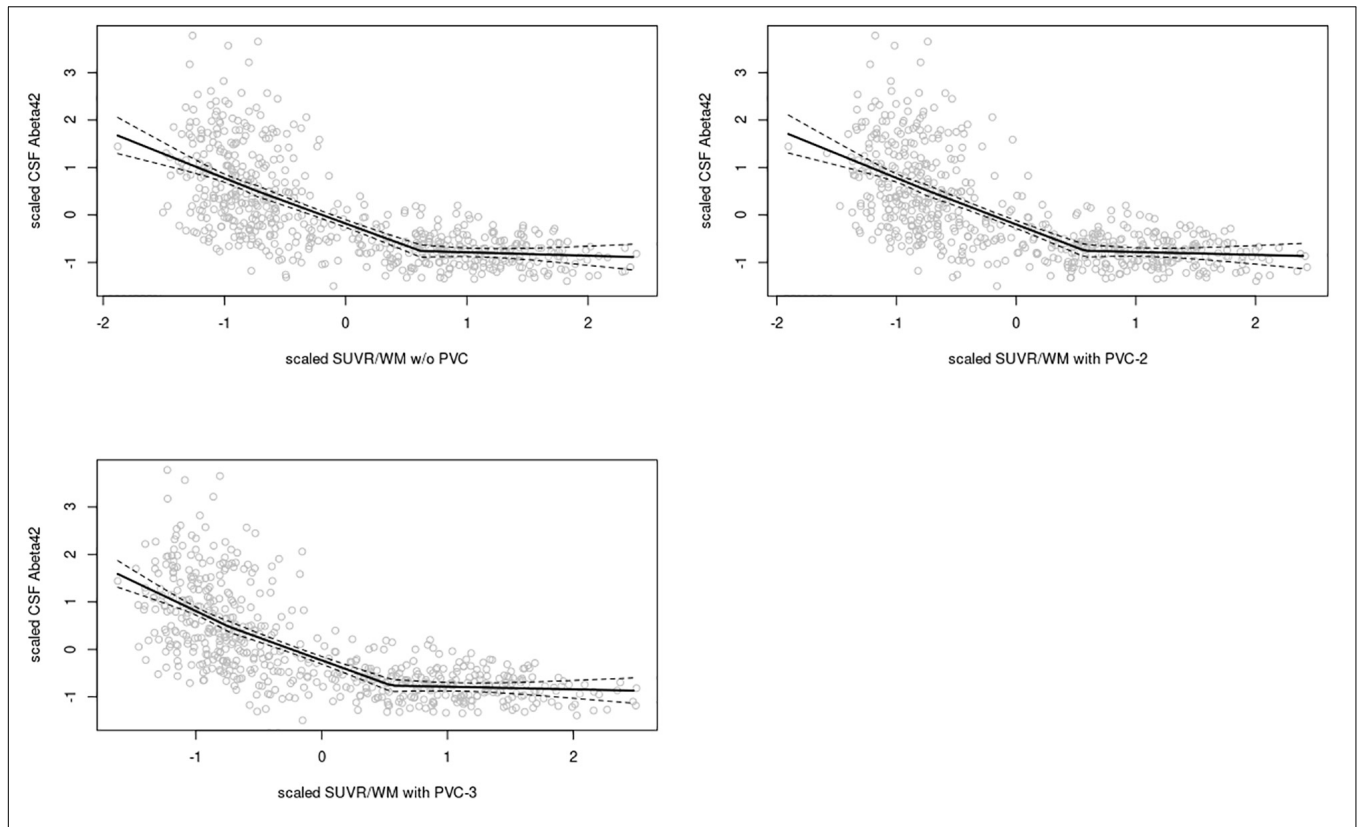 scaled CSF Abeta42
3
2
1
0
-1
-2 -1 0 1 2
scaled SUVR/WM w/o PVC
scaled CSF Abeta42
3
2
1
0
-1
-2 -1 0 1 2
scaled SUVR/WM with PVC-2
scaled CSF Abeta42
3
2
1
0
-1
-1 0 1 2
scaled SUVR/WM with PVC-3